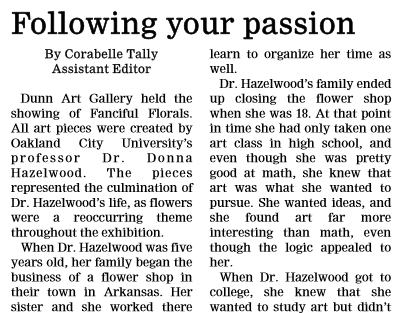 Following your passion
By Corabelle Tally
Assistant Editor
Dunn Art Gallery held the
showing of Fanciful Florals.
All art pieces were created by
Oakland City University's
professor Dr. Donna
Hazelwood. The pieces
represented the culmination of
Dr. Hazelwood's life, as flowers
were a reoccurring theme
throughout the exhibition.
When Dr. Hazelwood was five
years old, her family began the
business of a flower shop in
their town in Arkansas. Her
sister and she worked there
learn to organize her time as
well.
Dr. Hazelwood's family ended
up closing the flower shop
when she was 18. At that point
in time she had only taken one
art class in high school, and
even though she was pretty
good at math, she knew that
art was what she wanted to
pursue. She wanted ideas, and
she found art far more
interesting than math, even
though the logic appealed to
her.
When Dr. Hazelwood got to
college, she knew that she
wanted to study art but didn't